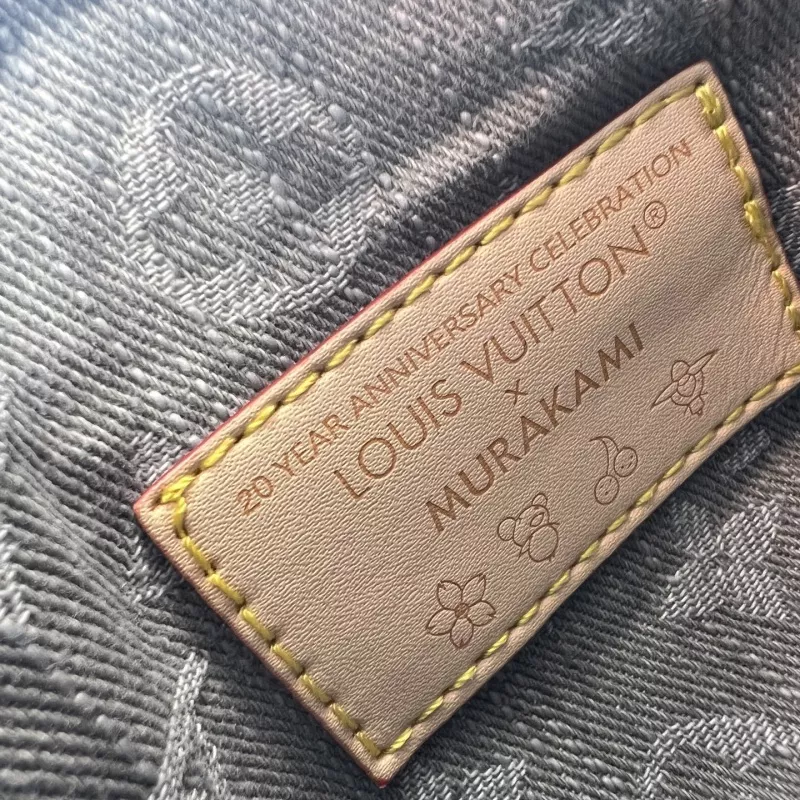 20 YEAR ANNIVERSARY CELEBRATION
LOUIS VUITTON®
×
MURAKAMI